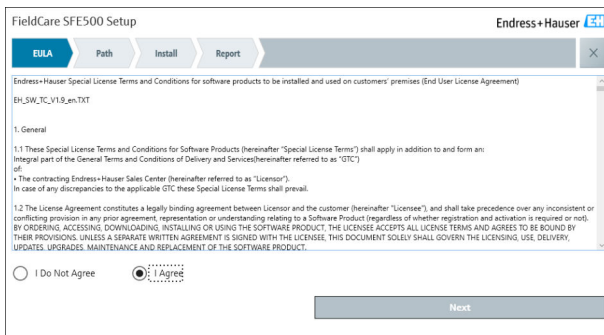 FieldCare SFE500 Setup
Endress+Hauser EH
EULA Path Install Report
Endress+Hauser Special License Terms and Conditions for software products to be installed and used on customers' premises (End User License Agreement)
EH_SW_TC_V1.9_en.TXT
1. General
1.1 These Special License Terms and Conditions for Software Products (hereinafter "Special License Terms") shall apply in addition to and form an:
Integral part of the General Terms and Conditions of Delivery and Services(hereinafter referred to as "GTC")
of:
• The contracting Endress+Hauser Sales Center (hereinafter referred to as "Licensor").
In case of any discrepancies to the applicable GTC these Special License Terms shall prevail.
1.2 The License Agreement constitutes a legally binding agreement between Licensor and the customer (hereinafter "Licensee"), and shall take precedence over any inconsistent or
conflicting provision in any prior agreement, representation or understanding relating to a Software Product (regardless of whether registration and activation is required or not).
BY ORDERING, ACCESSING, DOWNLOADING, INSTALLING OR USING THE SOFTWARE PRODUCT, THE LICENSEE ACCEPTS ALL LICENSE TERMS AND AGREES TO BE BOUND BY
THEIR PROVISIONS. UNLESS A SEPARATE WRITTEN AGREEMENT IS SIGNED WITH THE LICENSEE, THIS DOCUMENT SOLELY SHALL GOVERN THE LICENSING, USE, DELIVERY,
UPDATES, UPGRADES, MAINTENANCE AND REPLACEMENT OF THE SOFTWARE PRODUCT.
I Do Not Agree I Agree
Next